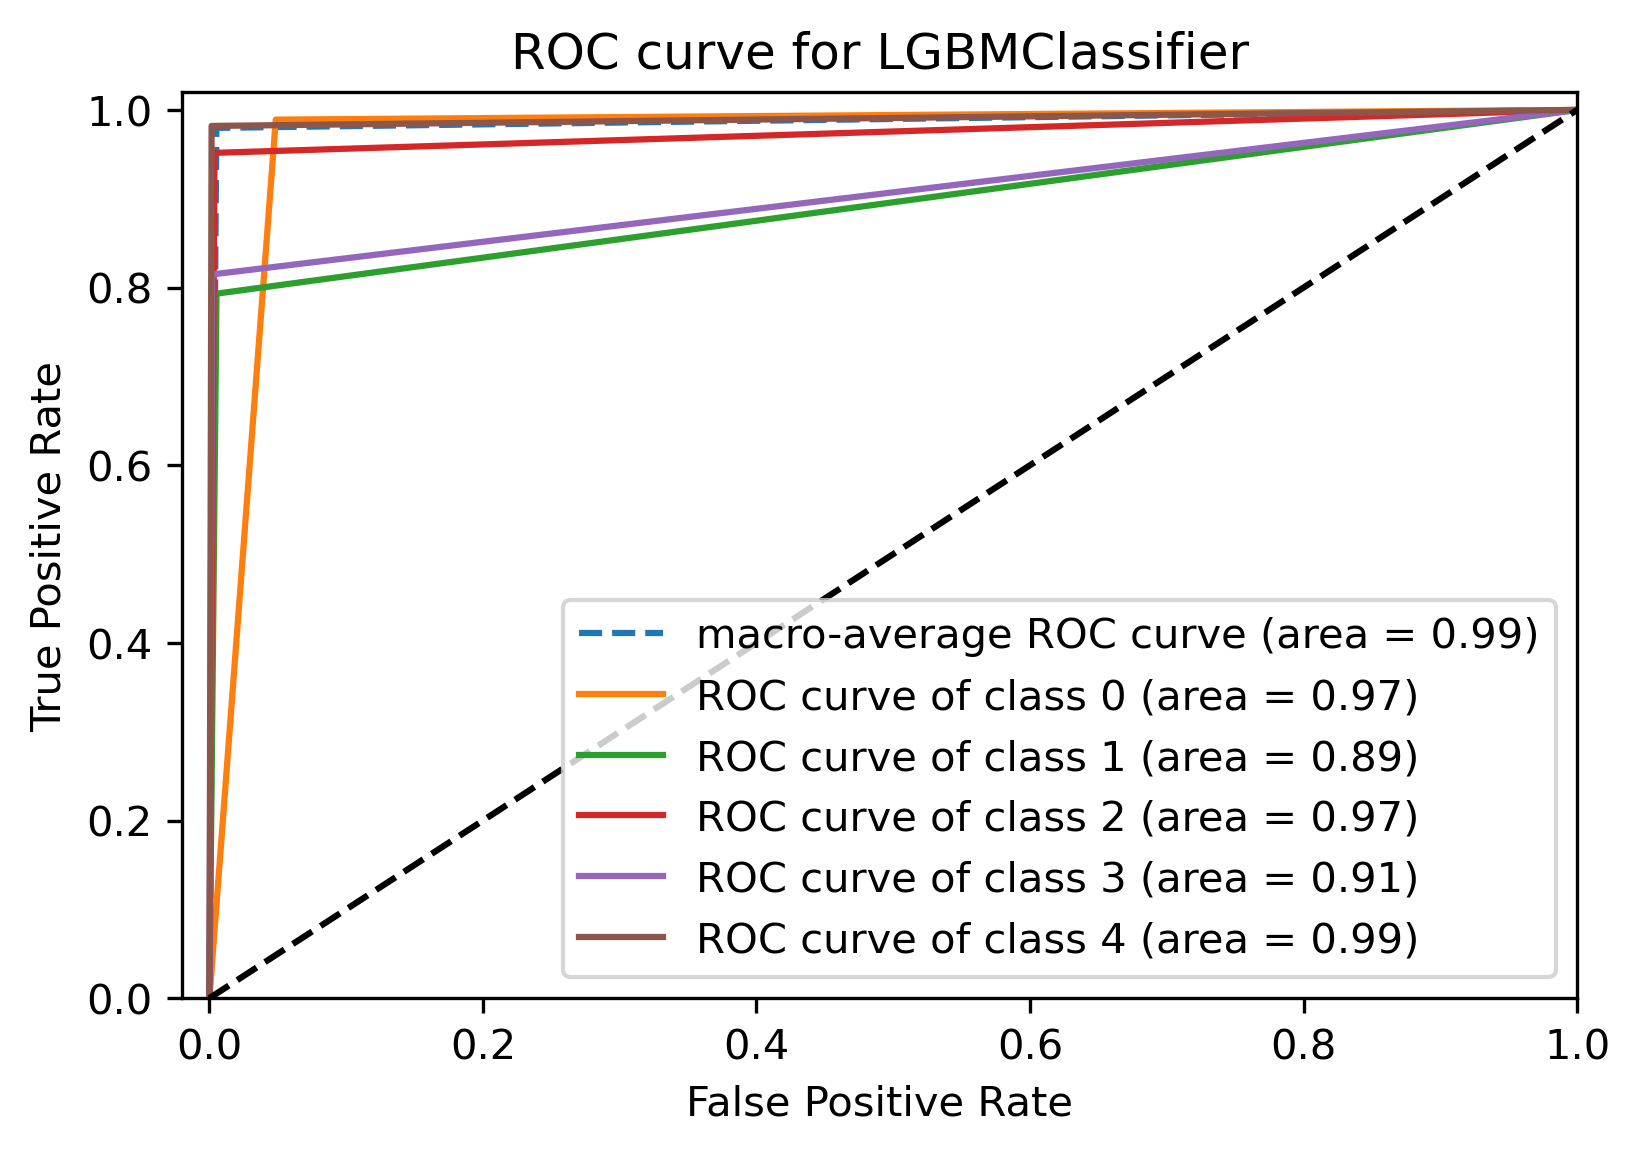 ROC curve for LGBMClassifier
1.0
0.8
0.6
0.4
0.2
0.0
True Positive Rate
macro-average ROC curve (area = 0.99)
ROC curve of class 0 (area = 0.97)
ROC curve of class 1 (area = 0.89)
ROC curve of class 2 (area = 0.97)
ROC curve of class 3 (area = 0.91)
ROC curve of class 4 (area = 0.99)
0.0 0.2 0.4 0.6 0.8 1.0
False Positive Rate